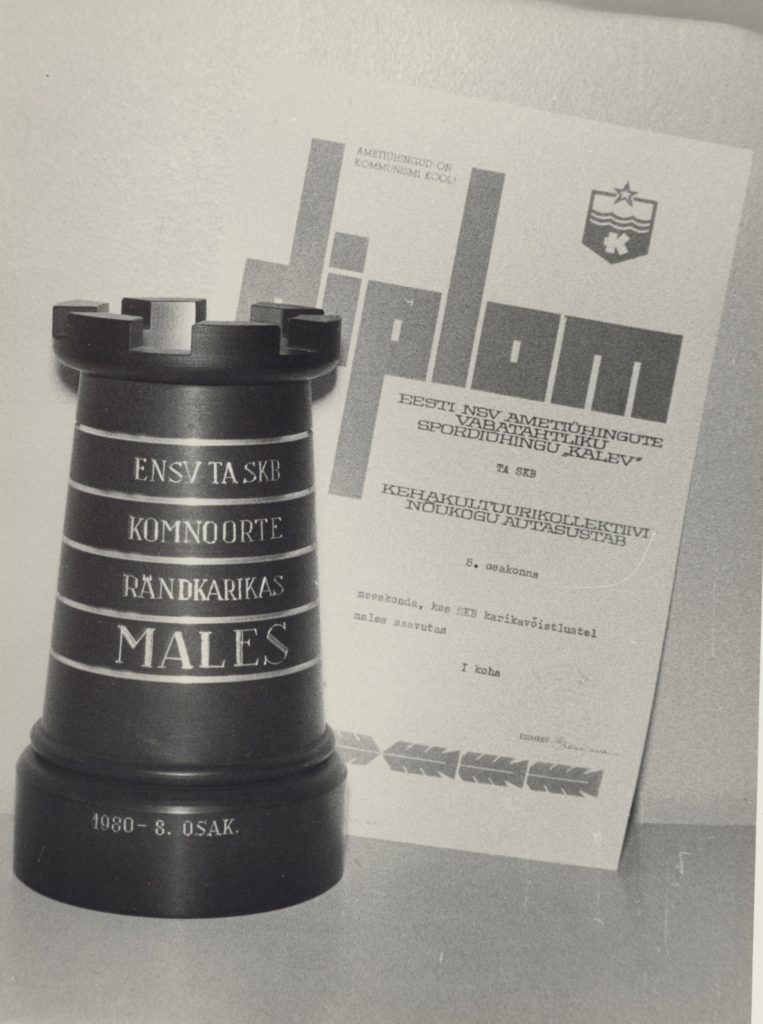 ENSV TA SKB
KOMNOORTE
RÄNDKARIKAS
MALES
1980 - 8. OSAK.
AMETIÜHINGUD ON
KOMMUNISMI KOOL!
diplom
K
EESTI NSV AMETIÜHINGUTE
VABATAHTLIKU
SPORDIÜHINGU „KALEV“
TA SKB
KEHAKULTUURIKOLLEKTIIVI
NÕUKOGU AUTASUSTAB
8. osakonna
meeskonda, kes SKB karikavõistlustel
males saavutas
I koha
ESIMEES